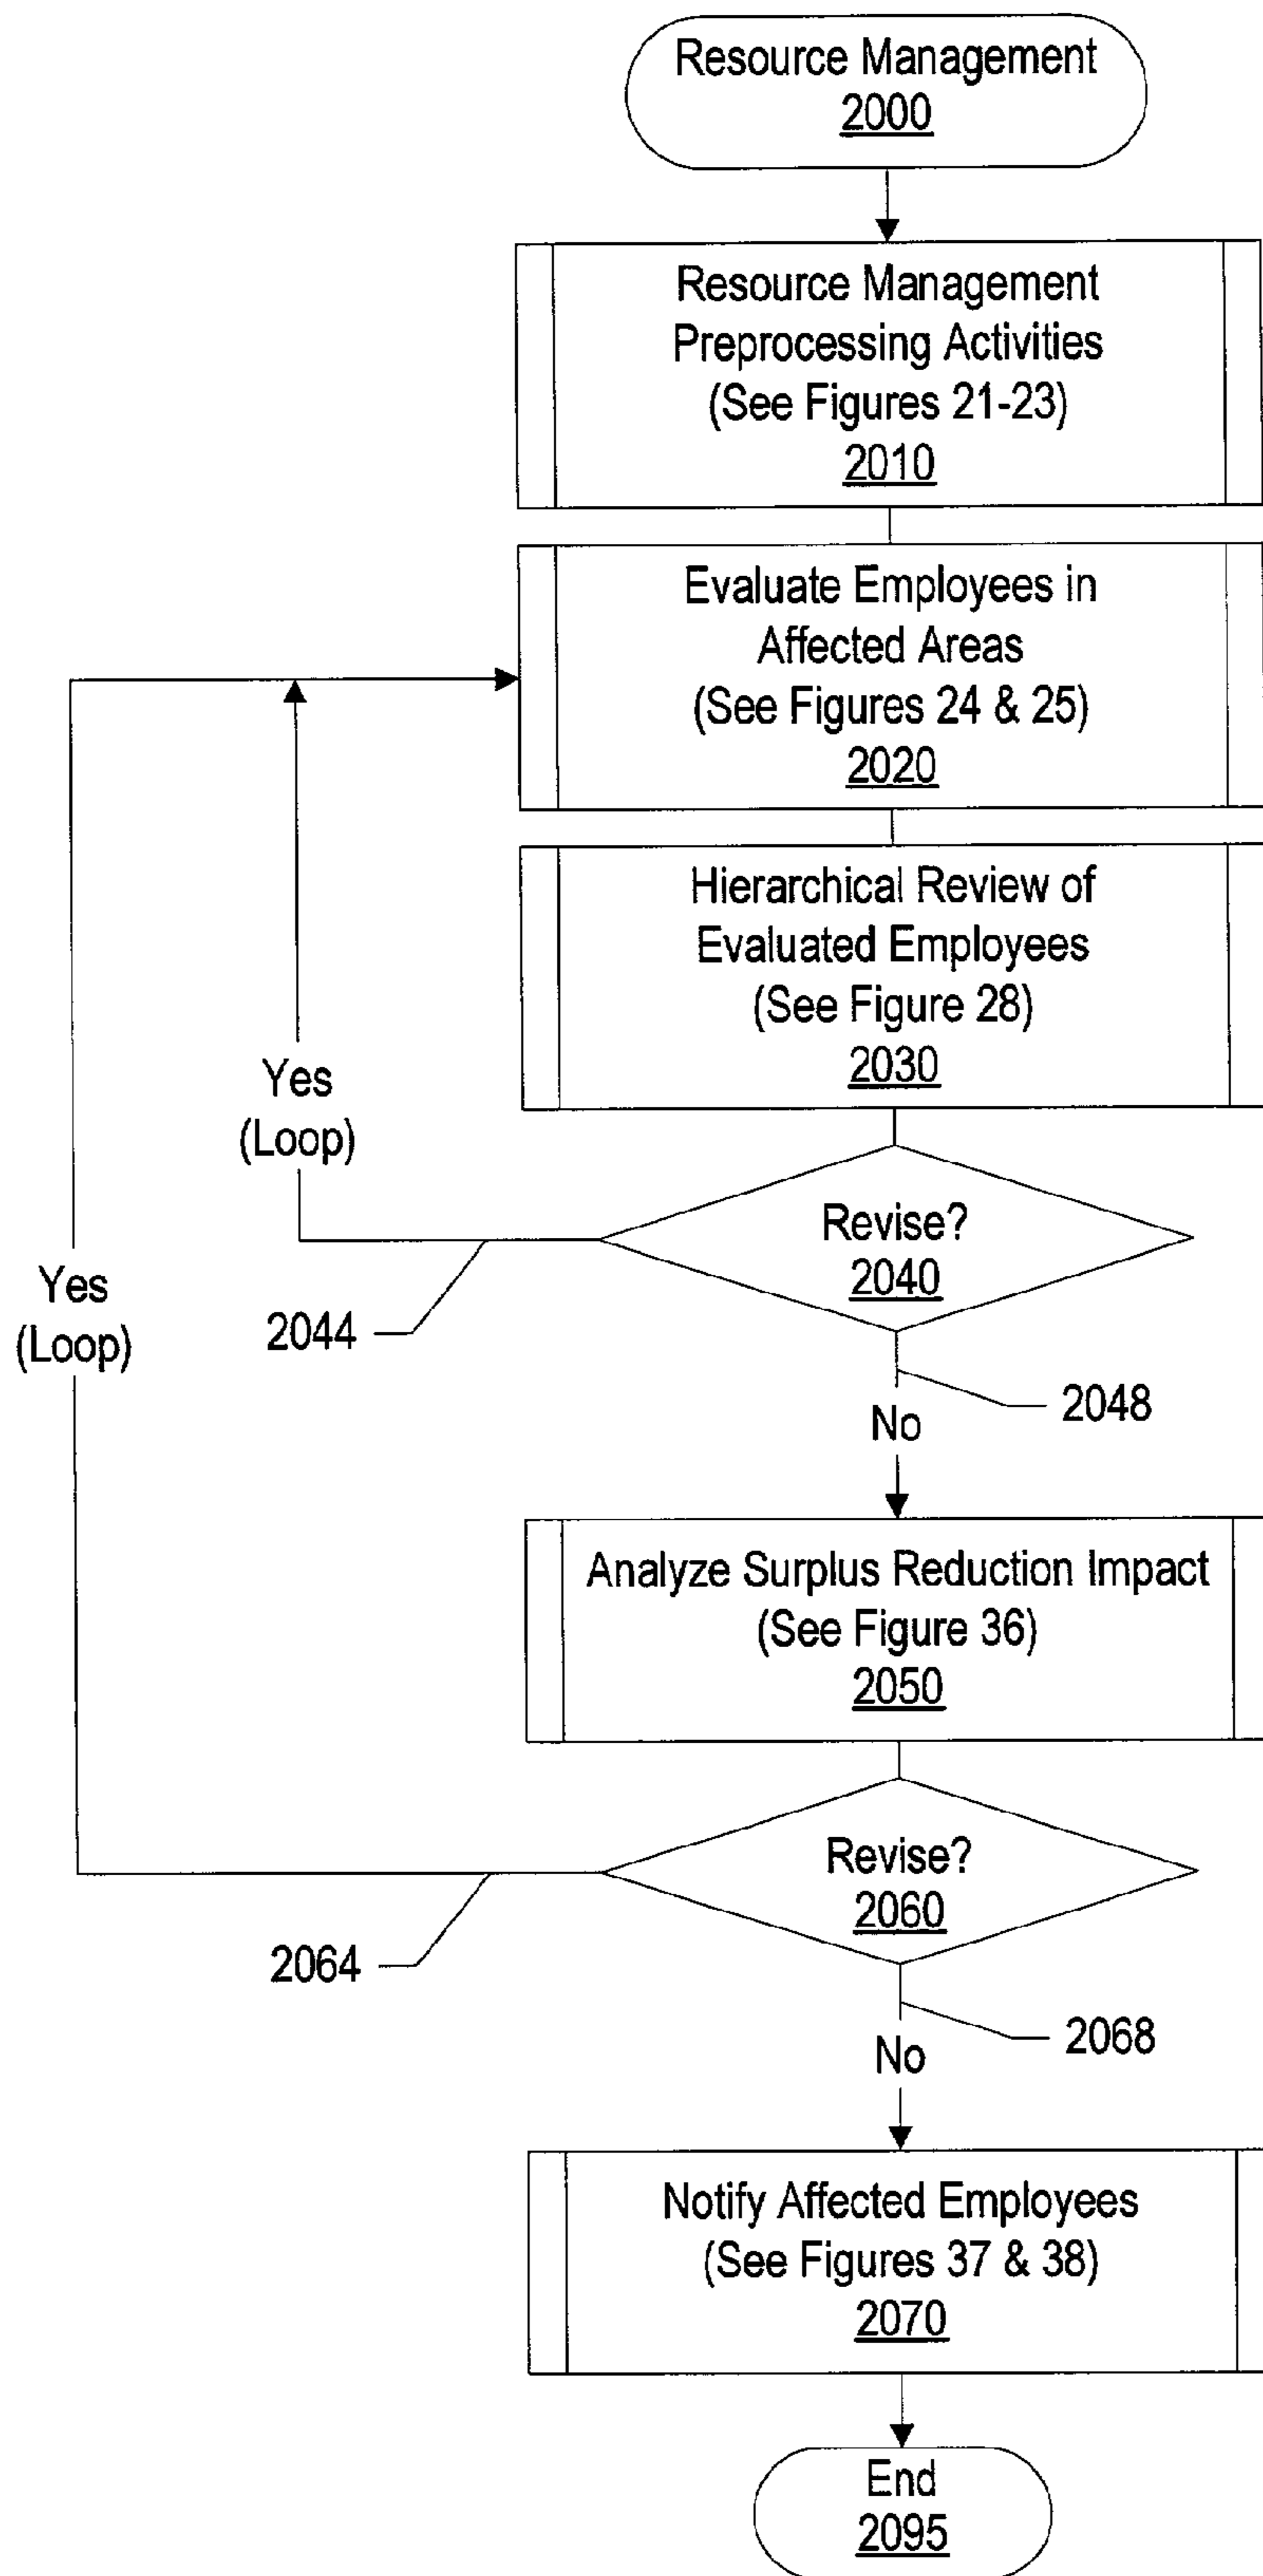 Resource Management
2000
Resource Management
Preprocessing Activities
(See Figures 21-23)
2010
Evaluate Employees in
Affected Areas
(See Figures 24 & 25)
2020
Hierarchical Review of
Evaluated Employees
(See Figure 28)
2030
Yes
(Loop)
Revise?
2040
Yes
(Loop)
2044
2048
No
Analyze Surplus Reduction Impact
(See Figure 36)
2050
Revise?
2060
2064
2068
No
Notify Affected Employees
(See Figures 37 & 38)
2070
End
2095